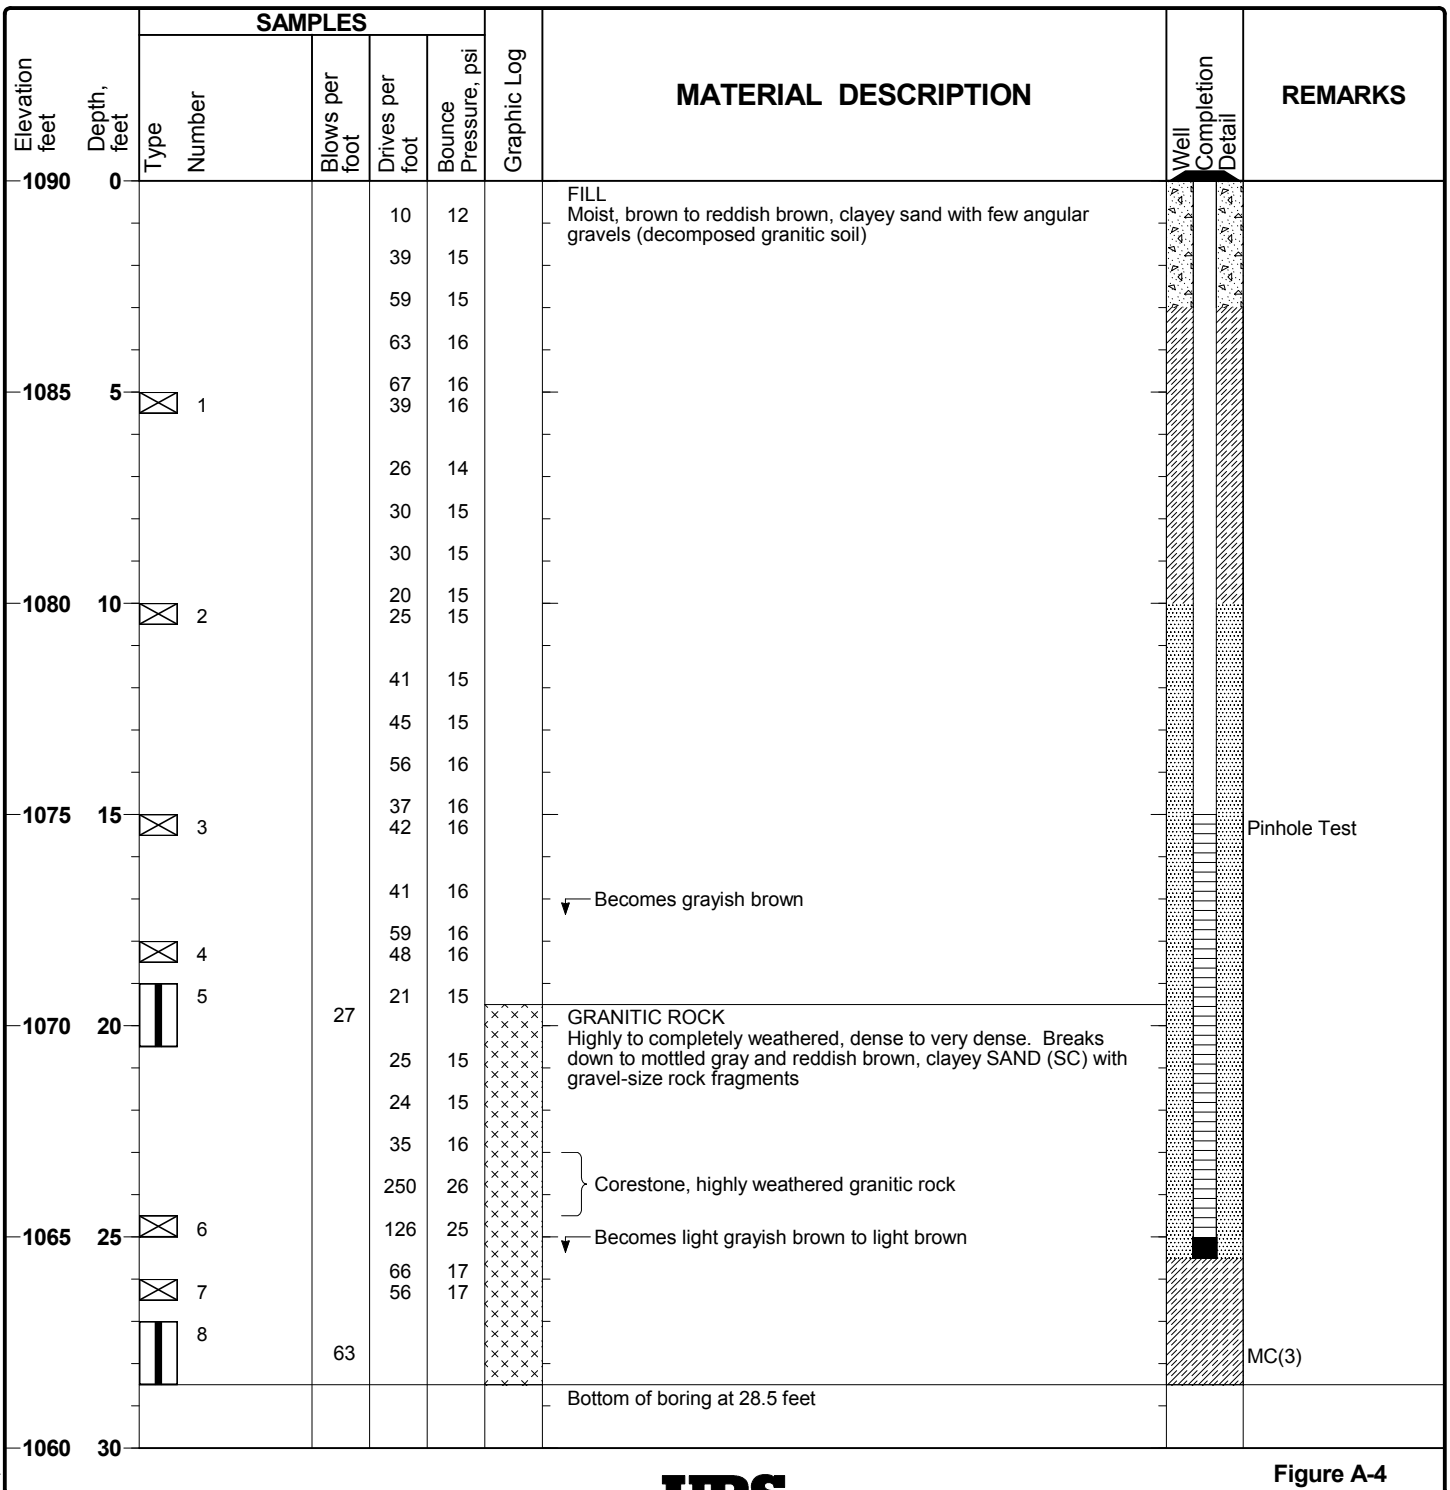 SAMPLES
Elevation
feet
Depth,
feet
Type
Number
Blows per
foot
Drives per
foot
Bounce
Pressure, psi
Graphic Log
MATERIAL DESCRIPTION
Well
Completion
Detail
REMARKS
1090 0
FILL
10 12 Moist, brown to reddish brown, clayey sand with few angular
gravels (decomposed granitic soil)
39 15
59 15
63 16
67 16
1085 5
1 39 16
26 14
30 15
30 15
20 15
1080 10
2 25 15
41 15
45 15
56 16
37 16
1075 15
3 42 16 Pinhole Test
41 16 Becomes grayish brown
59 16
4 48 16
5 21 15
27 GRANITIC ROCK
1070 20
Highly to completely weathered, dense to very dense. Breaks
25 15 down to mottled gray and reddish brown, clayey SAND (SC) with
gravel-size rock fragments
24 15
35 16
250 26 Corestone, highly weathered granitic rock
6 126 25
1065 25 Becomes light grayish brown to light brown
66 17
7 56 17
8
63 MC(3)
Bottom of boring at 28.5 feet
1060 30
Figure A-4
URS